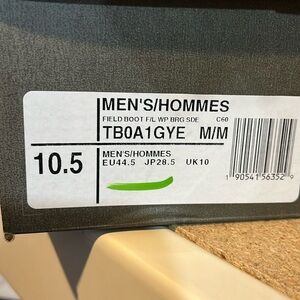 MEN'S/HOMMES
FIELD BOOT F/L WP BRG SDE C60
TB0A1GYE M/M
10.5
MEN'S/HOMMES
EU44.5 JP28.5 UK10
1 90541 56352 9